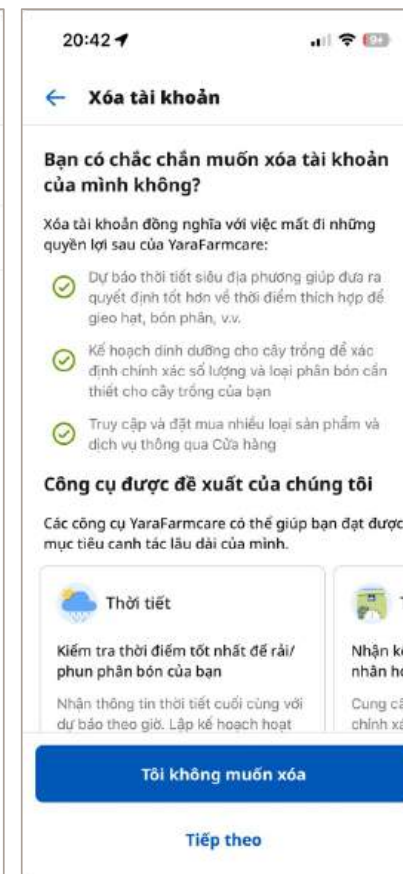 20:42
Xóa tài khoản
Bạn có chắc chắn muốn xóa tài khoản
của mình không?
Xóa tài khoản đồng nghĩa với việc mất đi những
quyền lợi sau của YaraFarmcare:
Dự báo thời tiết siêu địa phương giúp đưa ra
quyết định tốt hơn về thời điểm thích hợp để
gieo hạt, bón phân, v.v.
Kế hoạch dinh dưỡng cho cây trồng để xác
định chính xác số lượng và loại phân bón cần
thiết cho cây trồng của bạn
Truy cập và đặt mua nhiều loại sản phẩm và
dịch vụ thông qua Cửa hàng
Công cụ được đề xuất của chúng tôi
Các công cụ YaraFarmcare có thể giúp bạn đạt được
mục tiêu canh tác lâu dài của mình.
Thời tiết
Kiểm tra thời điểm tốt nhất để rải/
phun phân bón của bạn
Nhận thông tin thời tiết cuối cùng với
dự báo theo giờ. Lập kế hoạch hoạt
Nhận
Cung
chính
Tôi không muốn xóa
Tiếp theo